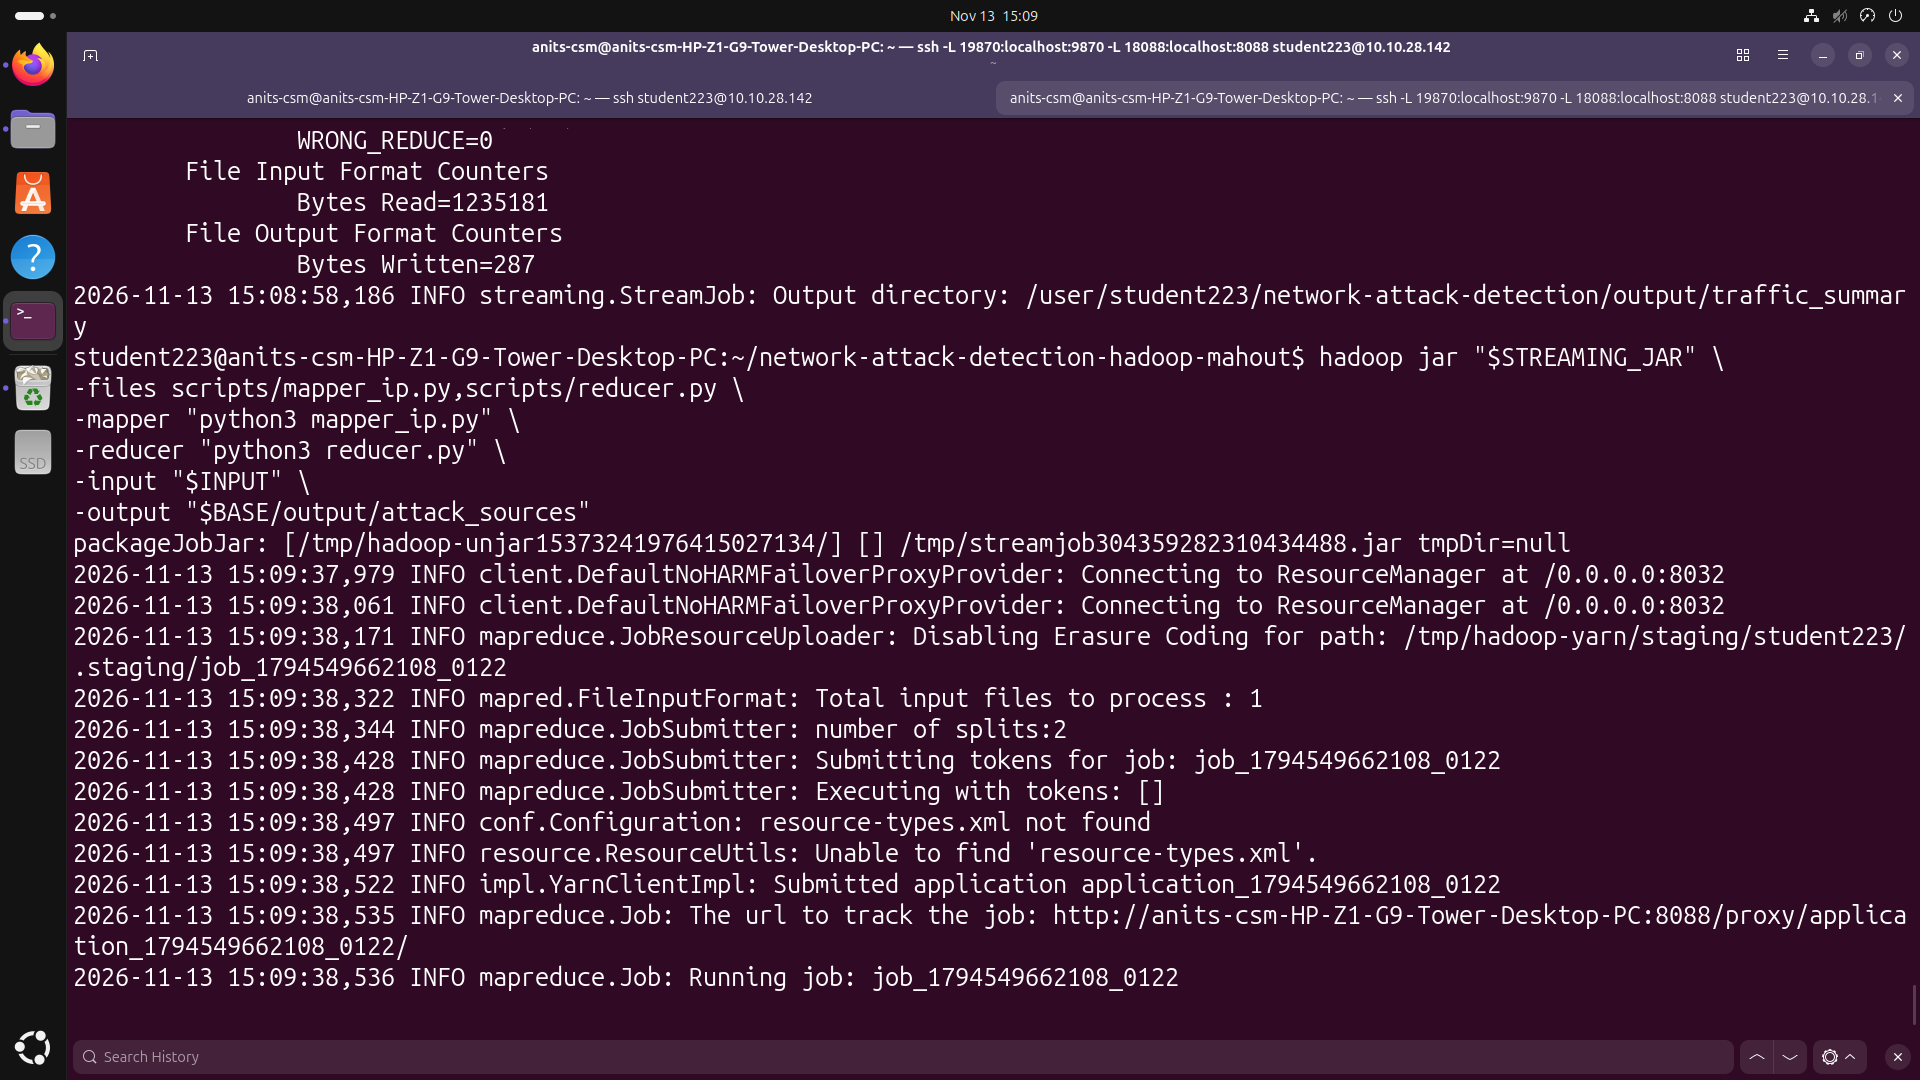 Nov 13 15:09
anits-csm@anits-csm-HP-Z1-G9-Tower-Desktop-PC: ~ — ssh -L 19870:localhost:9870 -L 18088:localhost:8088 student223@10.10.28.142
~
anits-csm@anits-csm-HP-Z1-G9-Tower-Desktop-PC: ~ — ssh student223@10.10.28.142
anits-csm@anits-csm-HP-Z1-G9-Tower-Desktop-PC: ~ — ssh -L 19870:localhost:9870 -L 18088:localhost:8088 student223@10.10.28.1
WRONG_REDUCE=0
File Input Format Counters
Bytes Read=1235181
File Output Format Counters
Bytes Written=287
2026-11-13 15:08:58,186 INFO streaming.StreamJob: Output directory: /user/student223/network-attack-detection/output/traffic_summar
y
student223@anits-csm-HP-Z1-G9-Tower-Desktop-PC:~/network-attack-detection-hadoop-mahout$ hadoop jar "$STREAMING_JAR" \
-files scripts/mapper_ip.py,scripts/reducer.py \
-mapper "python3 mapper_ip.py" \
-reducer "python3 reducer.py" \
-input "$INPUT" \
-output "$BASE/output/attack_sources"
packageJobJar: [/tmp/hadoop-unjar15373241976415027134/] [] /tmp/streamjob304359282310434488.jar tmpDir=null
2026-11-13 15:09:37,979 INFO client.DefaultNoHARMFailoverProxyProvider: Connecting to ResourceManager at /0.0.0.0:8032
2026-11-13 15:09:38,061 INFO client.DefaultNoHARMFailoverProxyProvider: Connecting to ResourceManager at /0.0.0.0:8032
2026-11-13 15:09:38,171 INFO mapreduce.JobResourceUploader: Disabling Erasure Coding for path: /tmp/hadoop-yarn/staging/student223/
.staging/job_1794549662108_0122
2026-11-13 15:09:38,322 INFO mapred.FileInputFormat: Total input files to process : 1
2026-11-13 15:09:38,344 INFO mapreduce.JobSubmitter: number of splits:2
2026-11-13 15:09:38,428 INFO mapreduce.JobSubmitter: Submitting tokens for job: job_1794549662108_0122
2026-11-13 15:09:38,428 INFO mapreduce.JobSubmitter: Executing with tokens: []
2026-11-13 15:09:38,497 INFO conf.Configuration: resource-types.xml not found
2026-11-13 15:09:38,497 INFO resource.ResourceUtils: Unable to find 'resource-types.xml'.
2026-11-13 15:09:38,522 INFO impl.YarnClientImpl: Submitted application application_1794549662108_0122
2026-11-13 15:09:38,535 INFO mapreduce.Job: The url to track the job: http://anits-csm-HP-Z1-G9-Tower-Desktop-PC:8088/proxy/applica
tion_1794549662108_0122/
2026-11-13 15:09:38,536 INFO mapreduce.Job: Running job: job_1794549662108_0122
SSD
Search History